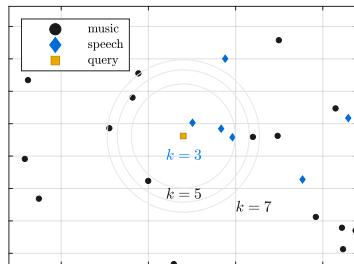 music
speech
query
k = 3
k = 5
k = 7